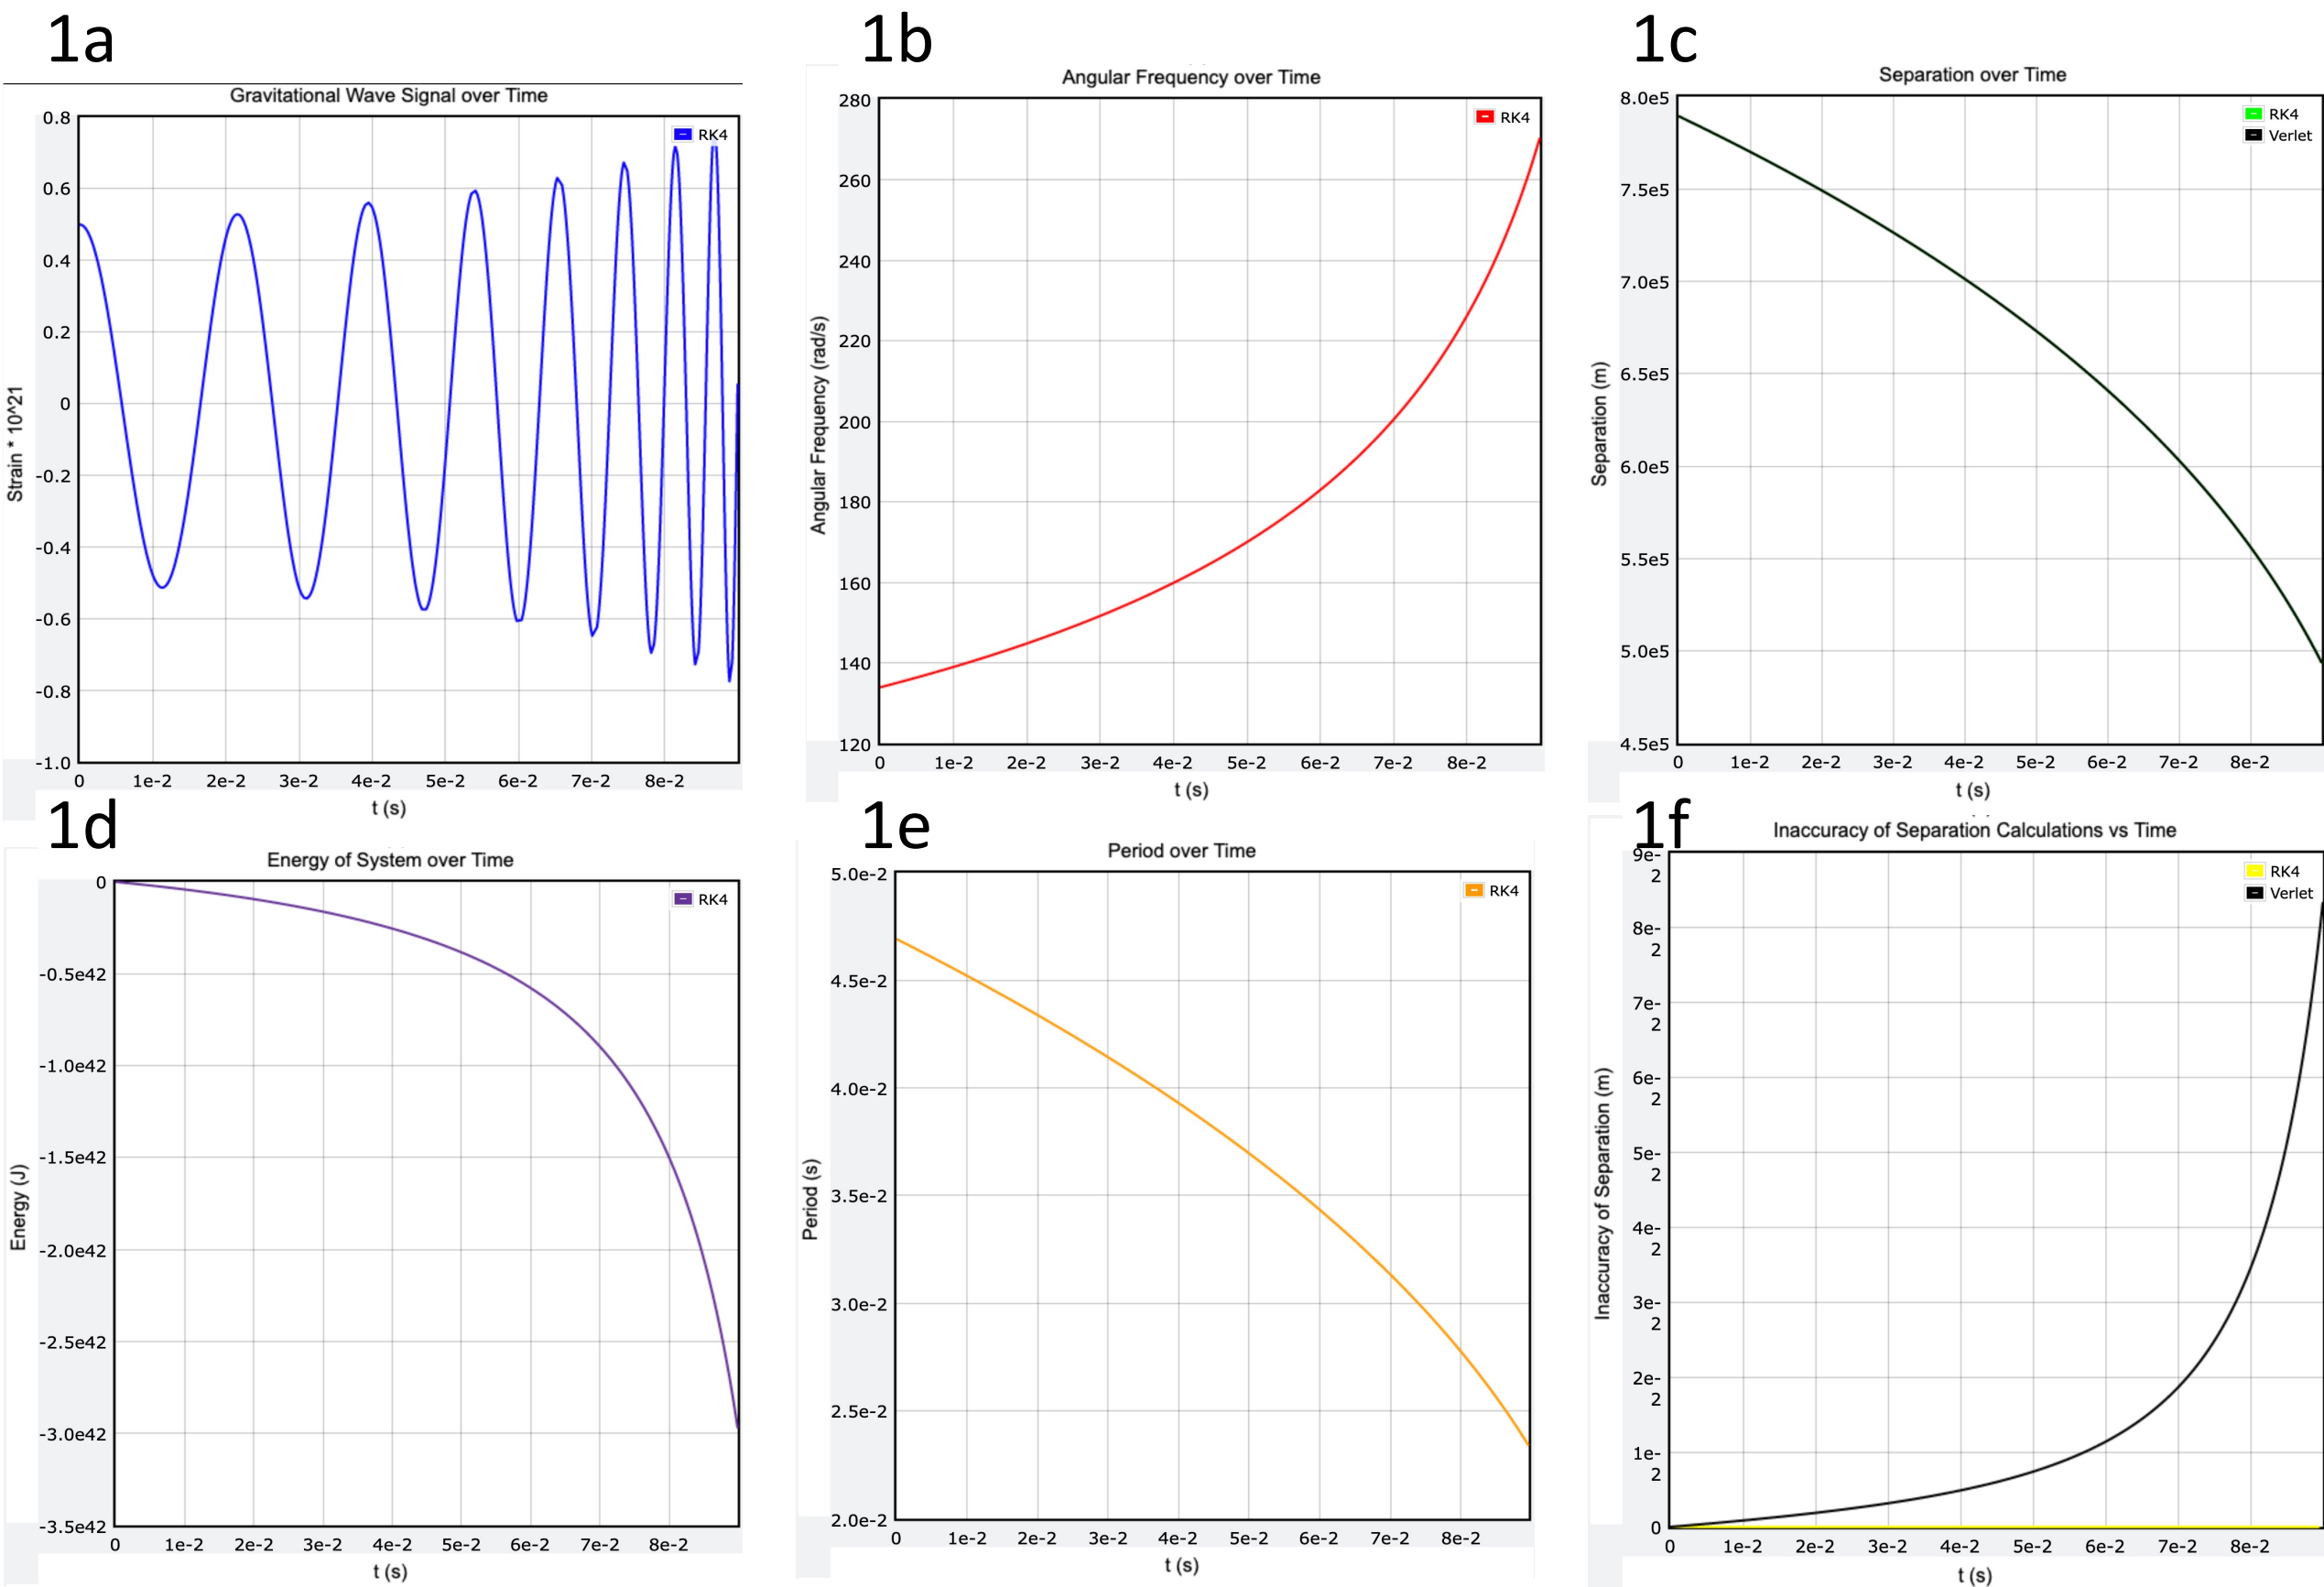 1a
Gravitational Wave Signal over Time
RK4
0.8
0.6
0.4
0.2
0
-0.2
-0.4
-0.6
-0.8
-1.0
Strain * 10^21
0 1e-2 2e-2 3e-2 4e-2 5e-2 6e-2 7e-2 8e-2
t (s)
1b
Angular Frequency over Time
RK4
280
260
240
220
200
180
160
140
120
Angular Frequency (rad/s)
0 1e-2 2e-2 3e-2 4e-2 5e-2 6e-2 7e-2 8e-2
t (s)
1c
Separation over Time
RK4
Verlet
8.0e5
7.5e5
7.0e5
6.5e5
6.0e5
5.5e5
5.0e5
4.5e5
Separation (m)
0 1e-2 2e-2 3e-2 4e-2 5e-2 6e-2 7e-2 8e-2
t (s)
1d
Energy of System over Time
RK4
0
-0.5e42
-1.0e42
-1.5e42
-2.0e42
-2.5e42
-3.0e42
-3.5e42
Energy (J)
0 1e-2 2e-2 3e-2 4e-2 5e-2 6e-2 7e-2 8e-2
t (s)
1e
Period over Time
RK4
5.0e-2
4.5e-2
4.0e-2
3.5e-2
3.0e-2
2.5e-2
2.0e-2
Period (s)
0 1e-2 2e-2 3e-2 4e-2 5e-2 6e-2 7e-2 8e-2
t (s)
1f
Inaccuracy of Separation Calculations vs Time
RK4
Verlet
9e-
2
8e-
2
7e-
2
6e-
2
5e-
2
4e-
2
3e-
2
2e-
2
1e-
2
0
Inaccuracy of Separation (m)
0 1e-2 2e-2 3e-2 4e-2 5e-2 6e-2 7e-2 8e-2
t (s)